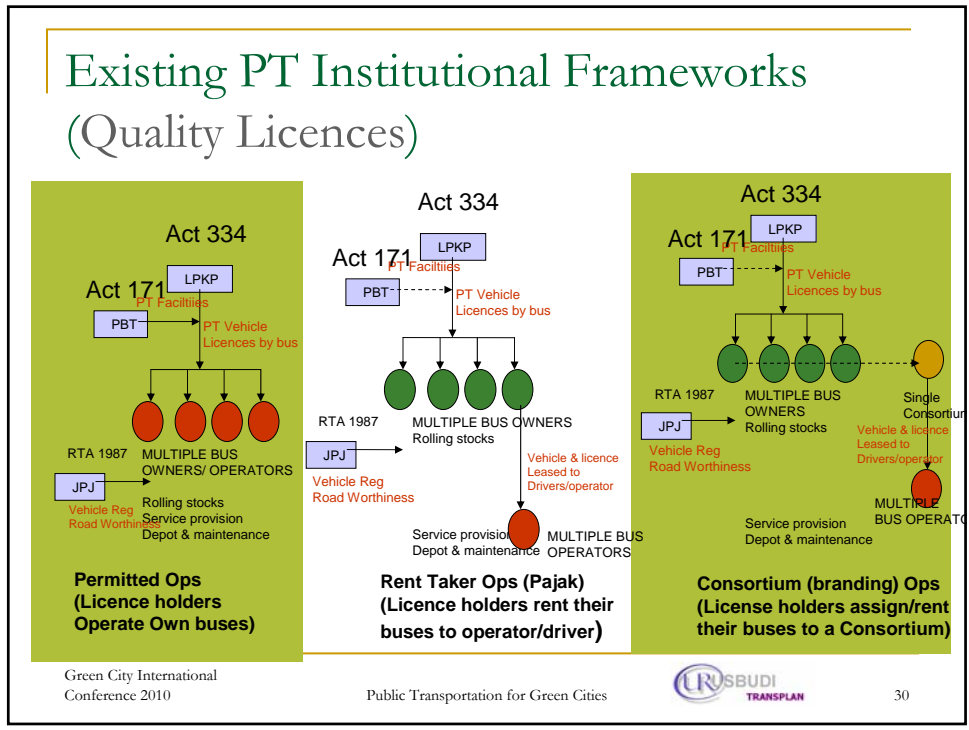 Existing PT Institutional Frameworks
(Quality Licences)
Act 334
LPKP
Act 171
PT Faciltiies
PBT
PT Vehicle
Licences by bus
RTA 1987
MULTIPLE BUS
OWNERS/ OPERATORS
JPJ
Vehicle Reg
Road Worthiness
Rolling stocks
Service provision
Depot & maintenance
Permitted Ops
(Licence holders
Operate Own buses)
Act 334
LPKP
Act 171
PT Faciltiies
PBT
PT Vehicle
Licences by bus
RTA 1987
MULTIPLE BUS OWNERS
Rolling stocks
JPJ
Vehicle Reg
Road Worthiness
Vehicle & licence
Leased to
Drivers/operator
Service provision
Depot & maintenance
MULTIPLE BUS
OPERATORS
Rent Taker Ops (Pajak)
(Licence holders rent their
buses to operator/driver)
Act 334
LPKP
Act 171
PT Faciltiies
PBT
PT Vehicle
Licences by bus
RTA 1987
MULTIPLE BUS
OWNERS
Rolling stocks
JPJ
Vehicle Reg
Road Worthiness
Single
Consortium
Vehicle & licence
Leased to
Drivers/operator
MULTIPLE
BUS OPERATO
Service provision
Depot & maintenance
Consortium (branding) Ops
(License holders assign/rent
their buses to a Consortium)
Green City International
Conference 2010
Public Transportation for Green Cities
URUSBUDI
TRANSPLAN
30